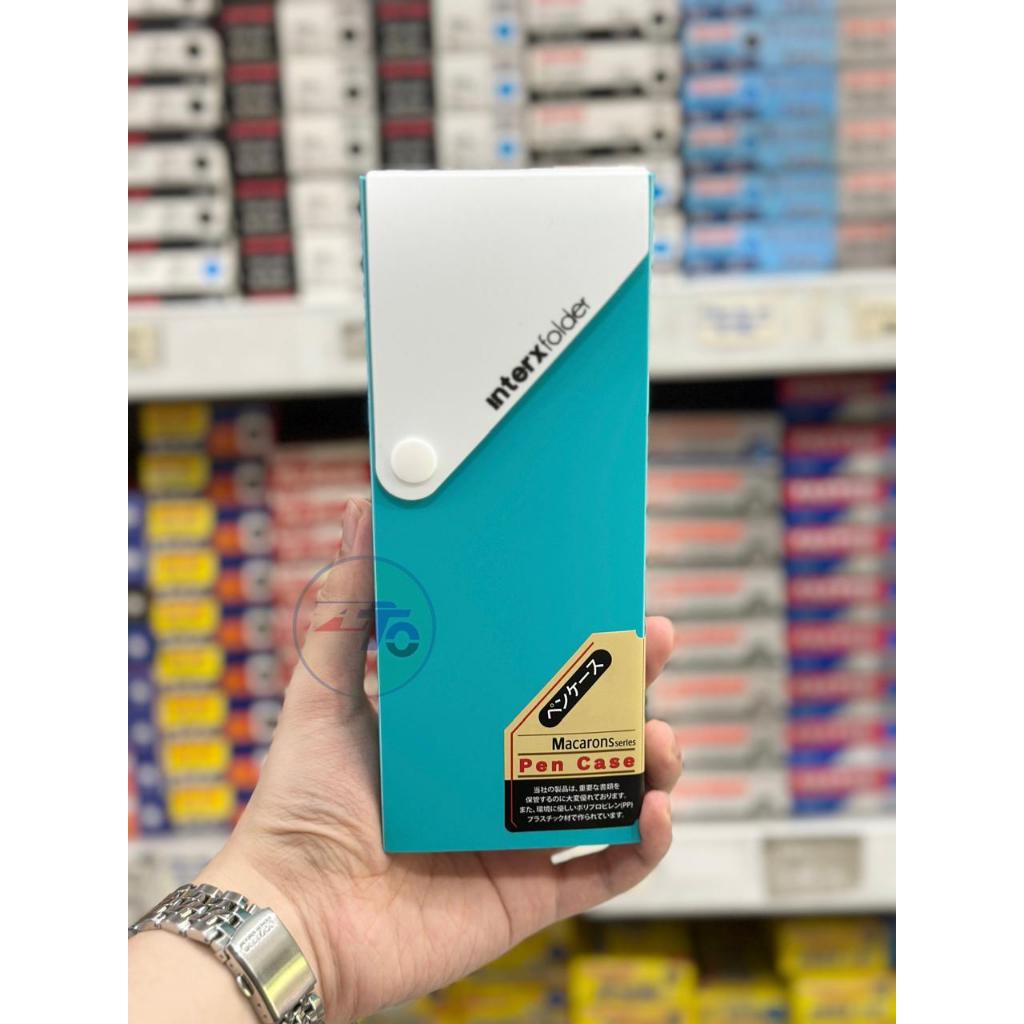 Interxfolder
ペンケース
Macarons series
Pen Case
当社の製品は、重要な書類を
保管するのに大変優れております。
また、環境に優しいポリプロピレン(PP)
プラスチック材で作られています。